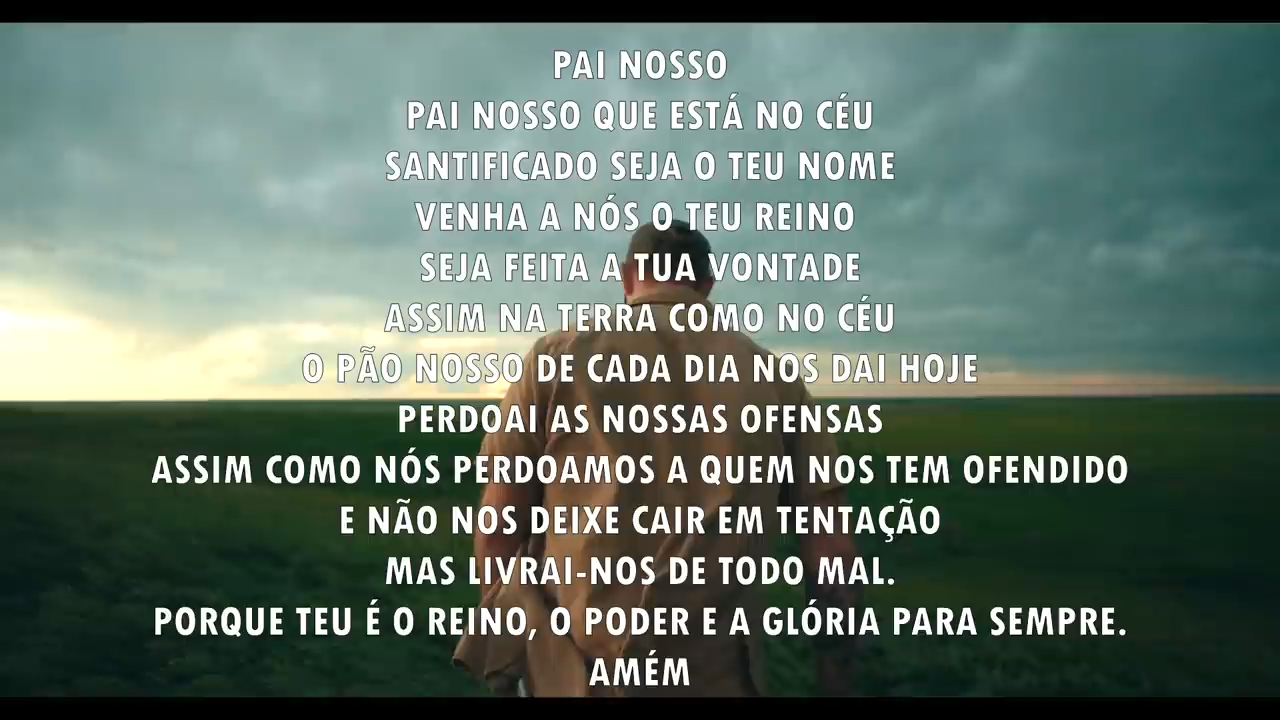 PAI NOSSO
PAI NOSSO QUE ESTÁ NO CÉU
SANTIFICADO SEJA O TEU NOME
VENHA A NÓS O TEU REINO
SEJA FEITA A TUA VONTADE
ASSIM NA TERRA COMO NO CÉU
O PÃO NOSSO DE CADA DIA NOS DAI HOJE
PERDOAI AS NOSSAS OFENSAS
ASSIM COMO NÓS PERDOAMOS A QUEM NOS TEM OFENDIDO
E NÃO NOS DEIXE CAIR EM TENTAÇÃO
MAS LIVRAI-NOS DE TODO MAL.
PORQUE TEU É O REINO, O PODER E A GLÓRIA PARA SEMPRE.
AMÉM